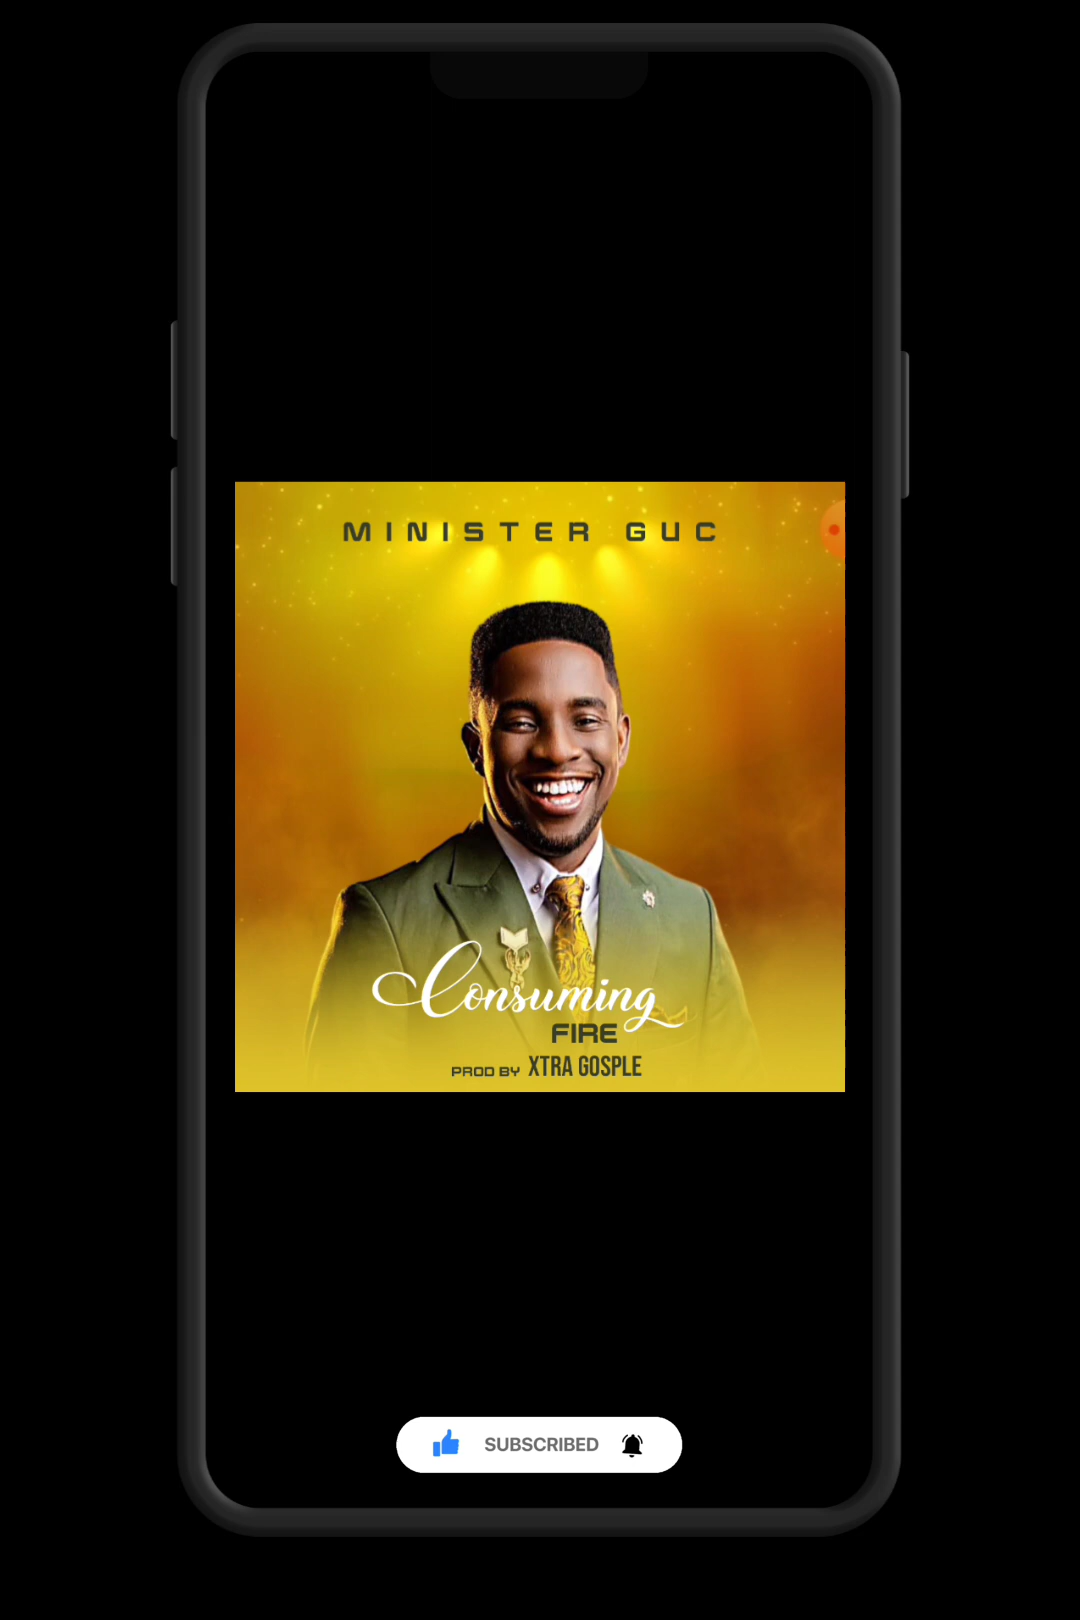 MINISTER GUC
Consuming
FIRE
PROD BY XTRA GOSPLE
SUBSCRIBED